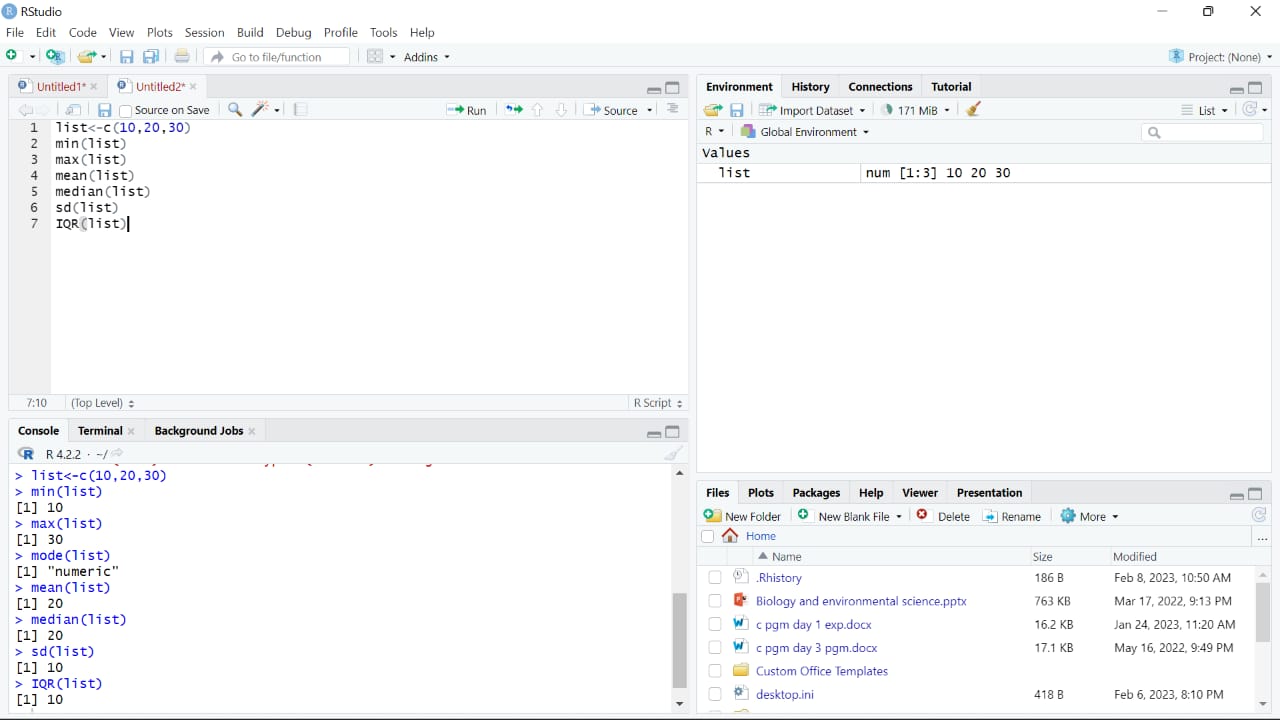 RStudio
File Edit Code View Plots Session Build Debug Profile Tools Help
Go to file/function Addins Project: (None)
Untitled1* Untitled2*
Source on Save Run Source
1 list<-c(10,20,30)
2 min(list)
3 max(list)
4 mean(list)
5 median(list)
6 sd(list)
7 IQR(list)
7:10 (Top Level) R Script
Console Terminal Background Jobs
R 4.2.2 · ~/
> list<-c(10,20,30)
> min(list)
[1] 10
> max(list)
[1] 30
> mode(list)
[1] "numeric"
> mean(list)
[1] 20
> median(list)
[1] 20
> sd(list)
[1] 10
> IQR(list)
[1] 10
Environment History Connections Tutorial
Import Dataset 171 MiB List
R Global Environment
Values
list num [1:3] 10 20 30
Files Plots Packages Help Viewer Presentation
New Folder New Blank File Delete Rename More
Home ...
Name Size Modified
.Rhistory 186 B Feb 8, 2023, 10:50 AM
Biology and environmental science.pptx 763 KB Mar 17, 2022, 9:13 PM
c pgm day 1 exp.docx 16.2 KB Jan 24, 2023, 11:20 AM
c pgm day 3 pgm.docx 17.1 KB May 16, 2022, 9:49 PM
Custom Office Templates
desktop.ini 418 B Feb 6, 2023, 8:10 PM